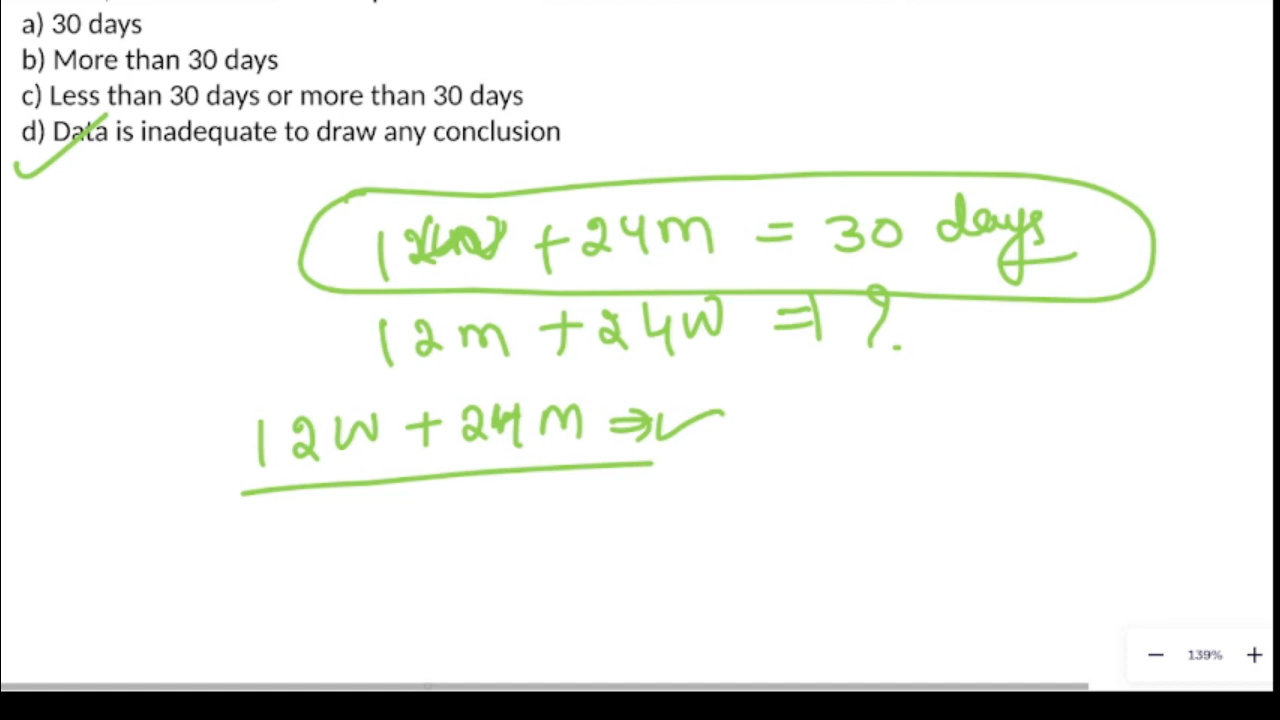 a) 30 days
b) More than 30 days
c) Less than 30 days or more than 30 days
d) Data is inadequate to draw any conclusion
+ 24m = 30 days
12m + 24w ⇒ ?
12w + 24m ⇒ ✓
− 139% +